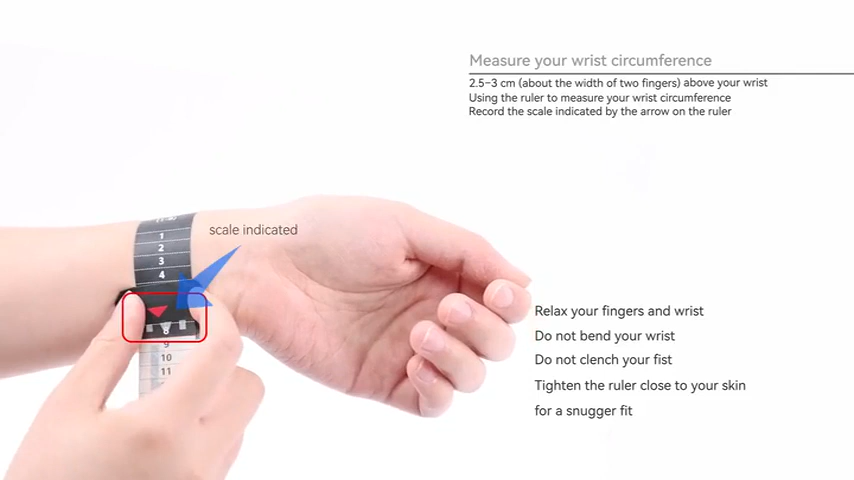 Measure your wrist circumference
2.5–3 cm (about the width of two fingers) above your wrist
Using the ruler to measure your wrist circumference
Record the scale indicated by the arrow on the ruler
scale indicated
1
2
3
4
8
9
10
11
Relax your fingers and wrist
Do not bend your wrist
Do not clench your fist
Tighten the ruler close to your skin
for a snugger fit